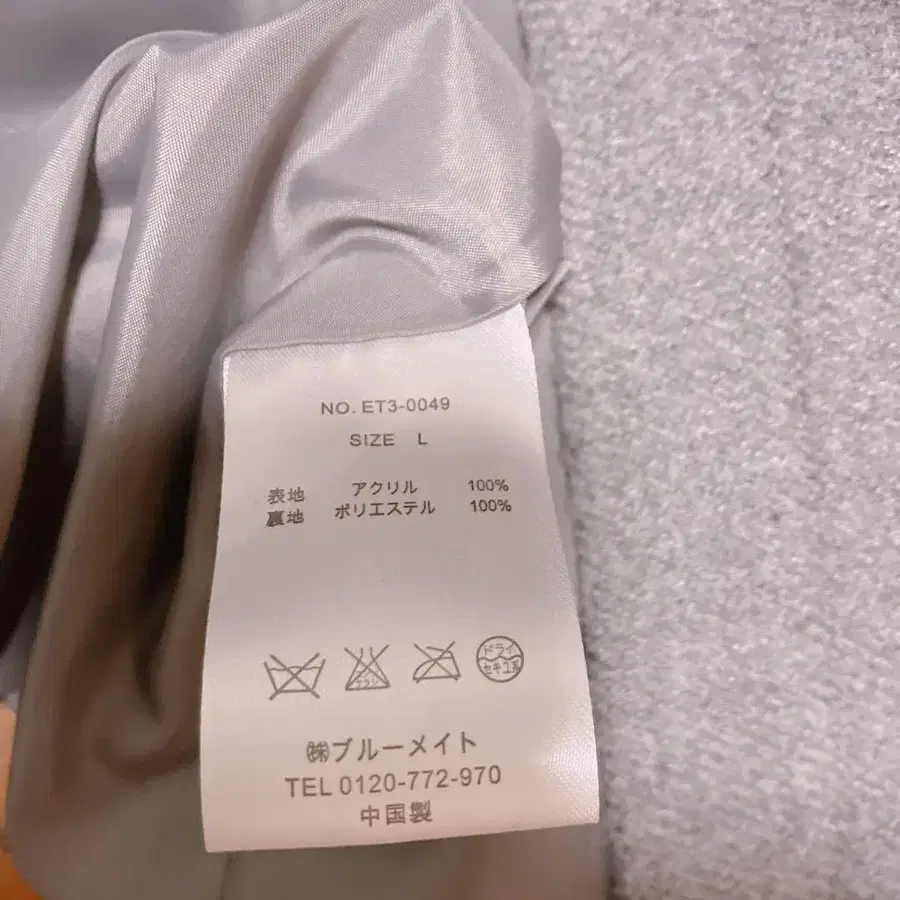 NO. ET3-0049
SIZE L
表地 アクリル 100%
裏地 ポリエステル 100%
ドライ
セキユ系
㈱ブルーメイト
TEL 0120-772-970
中国製